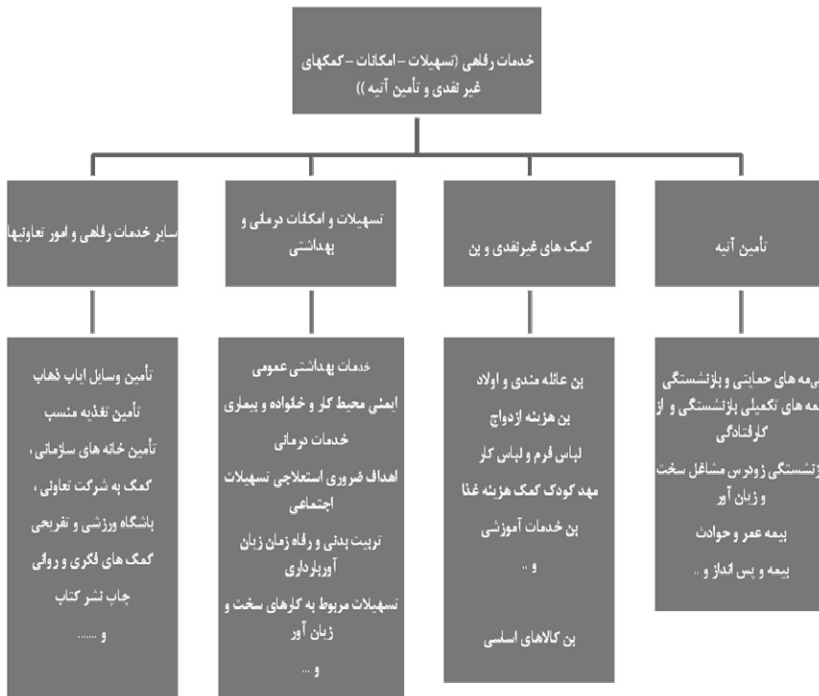 خدمات رفاهی (تسهیلات – امکانات – کمکهای
غیر نقدی و تأمین آتیه ))
تأمین آتیه
کمک های غیرنقدی و بن
تسهیلات و امکانات درمانی و
بهداشتی
سایر خدمات رفاهی و امور تعاونیها
یمه های حمایتی و بازنشستگی
مه های تکمیلی بازنشستگی و از
کارفتادگی
زنشستگی زودرس مشاغل سخت
و زیان آور
بیمه عمر و حوادث
بیمه و پس انداز و ..
بن عائله مندی و اولاد
بن هزینه ازدواج
لباس فرم و لباس کار
مهد کودک کمک هزینه غذا
بن خدمات آموزشی
و ..
بن کالاهای اساسی
خدمات بهداشتی عمومی
ایمنی محیط کار و خانواده و بیماری
خدمات درمانی
اهداف ضروری استعلاجی تسهیلات
اجتماعی
تربیت بدنی و رفاه زمان زیان
آوربارداری
تسهیلات مربوط به کارهای سخت و
زیان آور
و ...
تأمین وسایل ایاب ذهاب
تأمین تغذیه منسب
تأمین خانه های سازمانی ،
کمک به شرکت تعاونی ،
باشگاه ورزشی و تفریحی
کمک های فکری و روانی
چاپ نشر کتاب
و .......